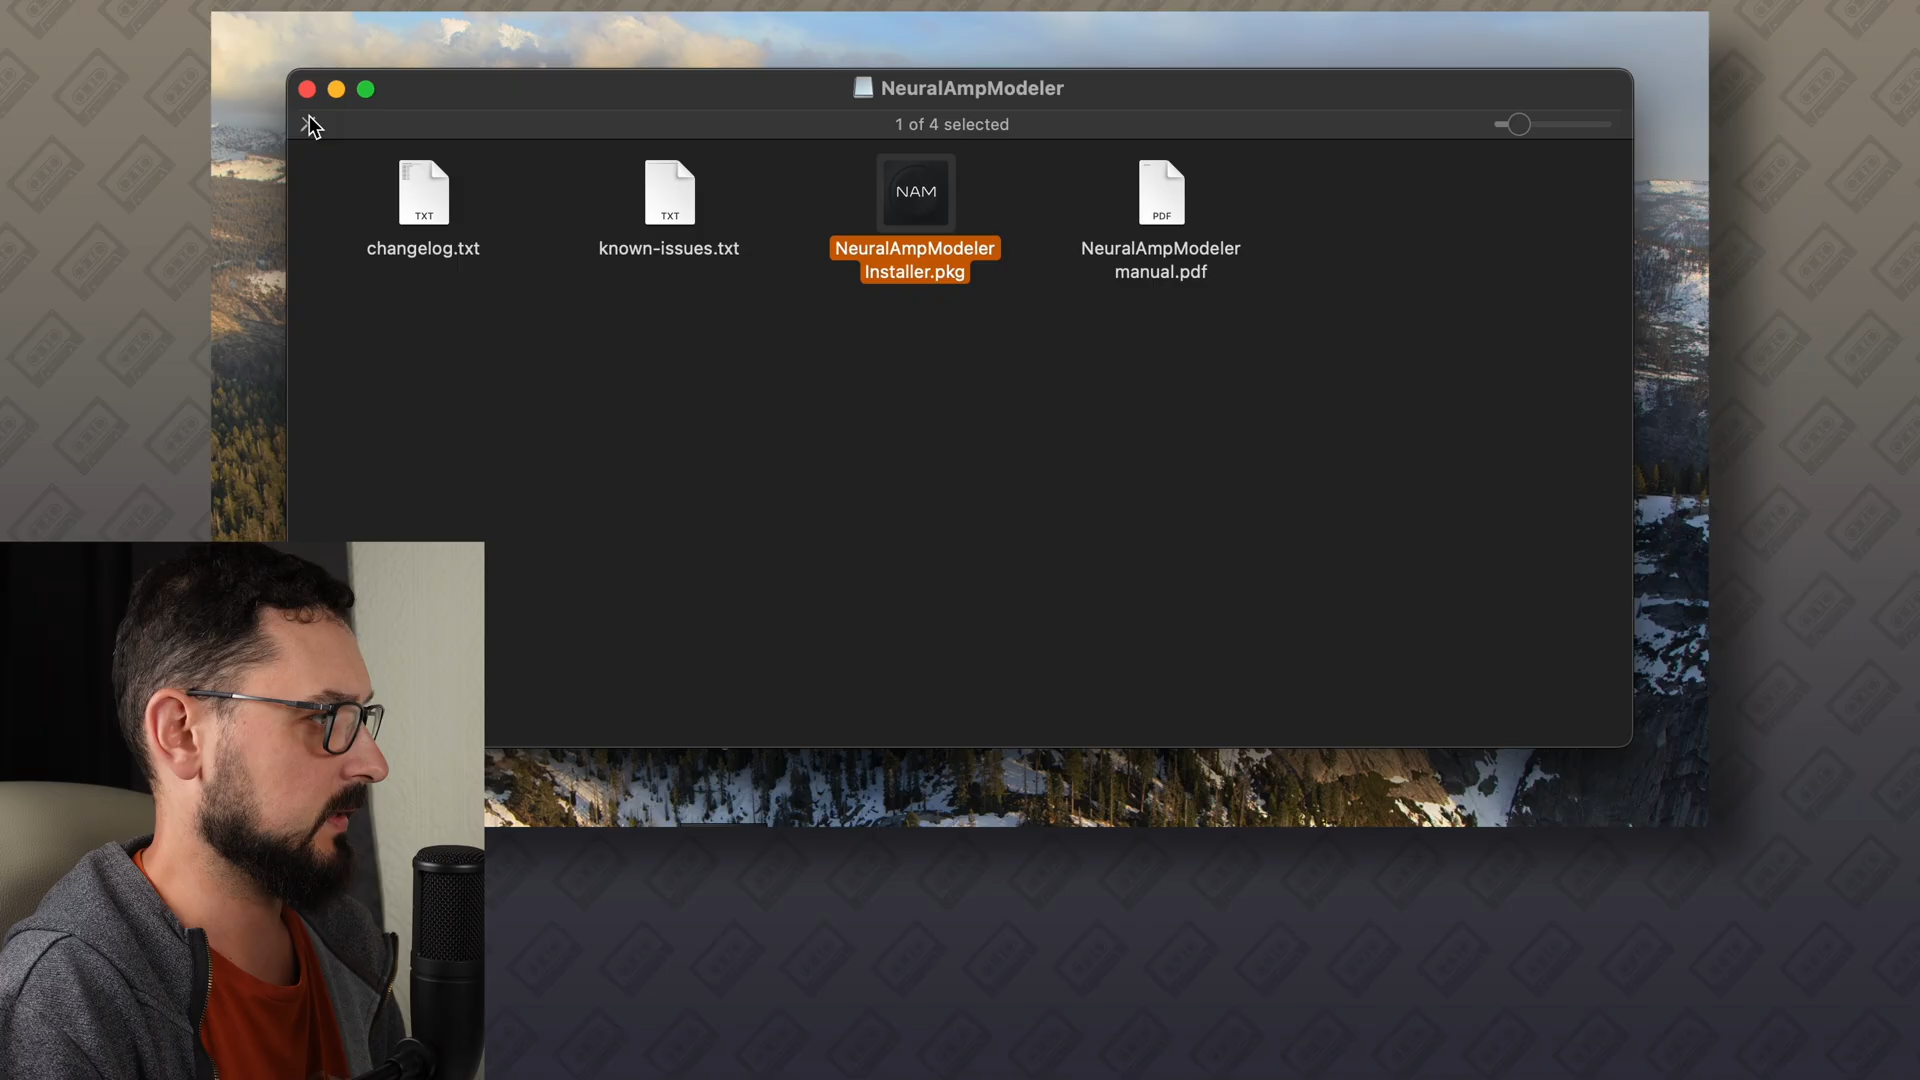 NeuralAmpModeler
1 of 4 selected
TXT
TXT
NAM
PDF
changelog.txt
known-issues.txt
NeuralAmpModeler
Installer.pkg
NeuralAmpModeler
manual.pdf